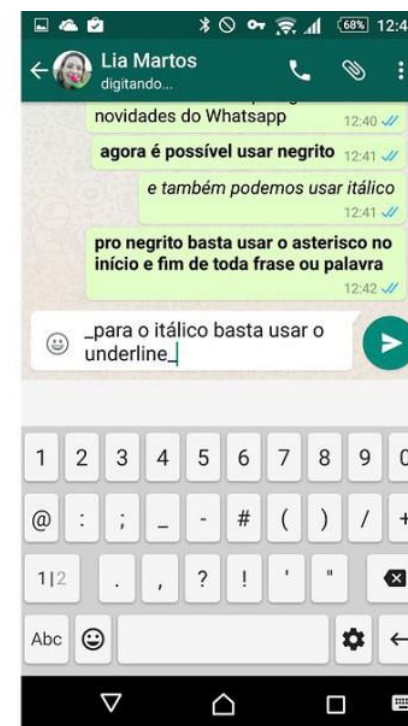 68% 12:4
Lia Martos
digitando...
novidades do Whatsapp 12:40
agora é possível usar negrito 12:41
e também podemos usar itálico
12:41
pro negrito basta usar o asterisco no
início e fim de toda frase ou palavra
12:42
_para o itálico basta usar o
underline_
1 2 3 4 5 6 7 8 9 0
@ : ; _ - # ( ) / +
1|2 . , ? ! ' "
Abc